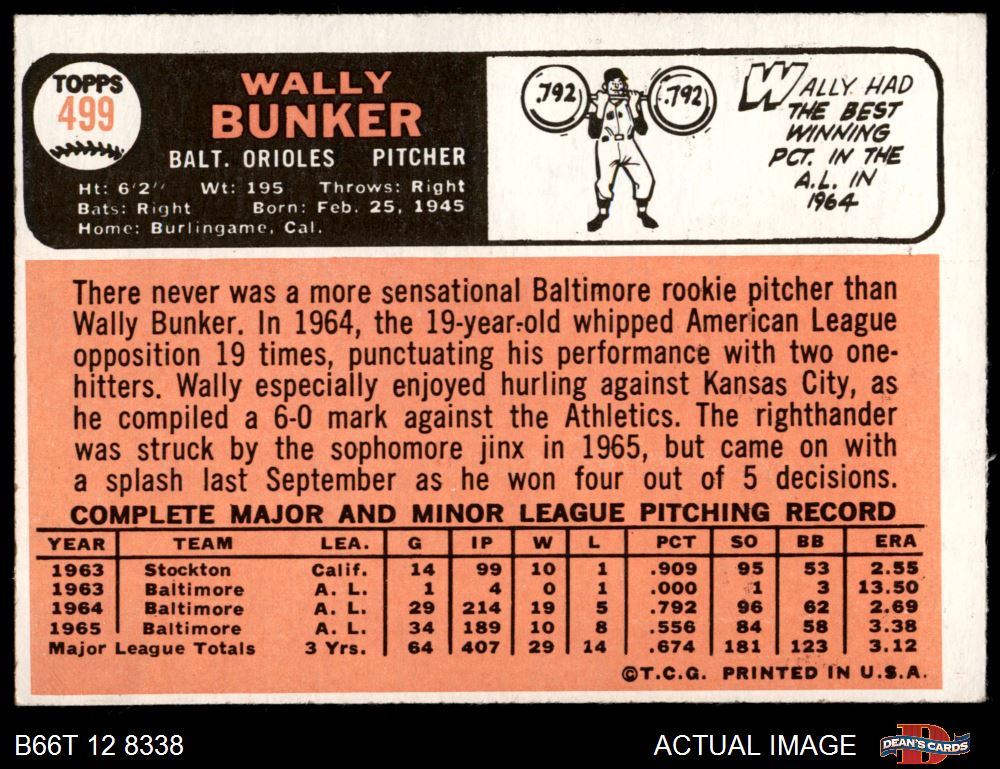 TOPPS
499
WALLY
BUNKER
BALT. ORIOLES PITCHER
Ht: 6'2" Wt: 195 Throws: Right
Bats: Right Born: Feb. 25, 1945
Home: Burlingame, Cal.
.792 .792
WALLY HAD
THE BEST
WINNING
PCT. IN THE
A.L. IN
1964
There never was a more sensational Baltimore rookie pitcher than
Wally Bunker. In 1964, the 19-year-old whipped American League
opposition 19 times, punctuating his performance with two one-
hitters. Wally especially enjoyed hurling against Kansas City, as
he compiled a 6-0 mark against the Athletics. The righthander
was struck by the sophomore jinx in 1965, but came on with
a splash last September as he won four out of 5 decisions.
COMPLETE MAJOR AND MINOR LEAGUE PITCHING RECORD
YEAR TEAM LEA. G IP W L PCT SO BB ERA
1963 Stockton Calif. 14 99 10 1 .909 95 53 2.55
1963 Baltimore A. L. 1 4 0 1 .000 1 3 13.50
1964 Baltimore A. L. 29 214 19 5 .792 96 62 2.69
1965 Baltimore A. L. 34 189 10 8 .556 84 58 3.38
Major League Totals 3 Yrs. 64 407 29 14 .674 181 123 3.12
©T.C.G. PRINTED IN U.S.A.
B66T 12 8338
ACTUAL IMAGE
DEAN'S CARDS